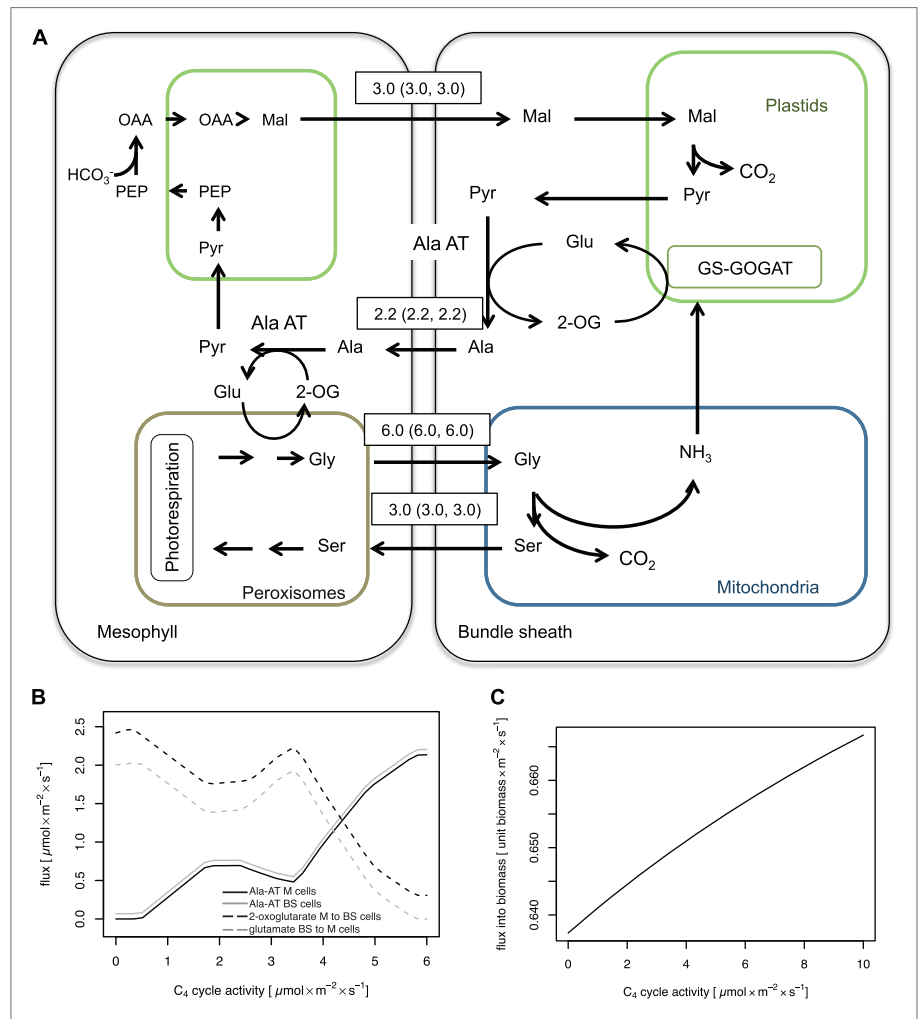 A
3.0 (3.0, 3.0)
Plastids
OAA
OAA
Mal
Mal
Mal
HCO3-
CO2
PEP
PEP
Pyr
Pyr
Pyr
Ala AT
Glu
GS-GOGAT
2.2 (2.2, 2.2)
2-OG
Ala AT
Pyr
Ala
Ala
Glu
2-OG
6.0 (6.0, 6.0)
Photorespiration
Gly
Gly
NH3
3.0 (3.0, 3.0)
Ser
Ser
CO2
Peroxisomes
Mitochondria
Mesophyll
Bundle sheath
B
flux [ μmol × m−2 × s−1]
2.5
2.0
1.5
1.0
0.5
0.0
Ala-AT M cells
Ala-AT BS cells
2-oxoglutarate M to BS cells
glutamate BS to M cells
0 1 2 3 4 5 6
C4 cycle activity [ μmol × m−2 × s−1]
C
flux into biomass [ unit biomass × m−2 × s−1]
0.660
0.650
0.640
0 2 4 6 8 10
C4 cycle activity [ μmol × m−2 × s−1]